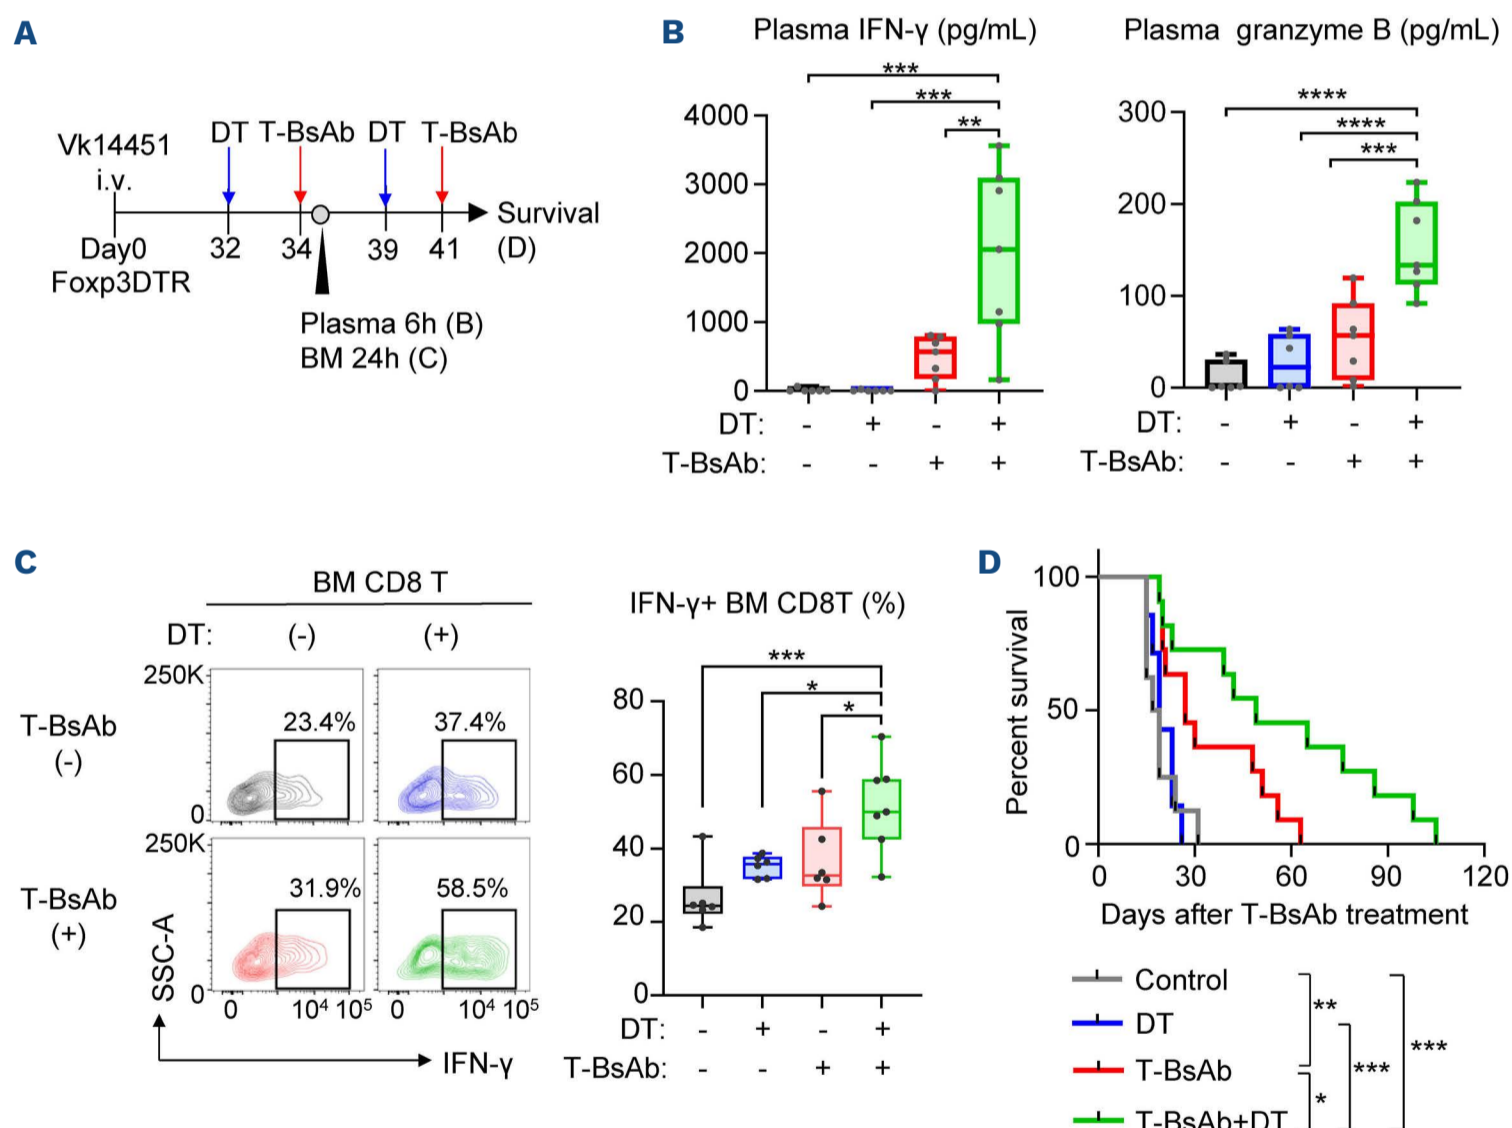 A
Vk14451
i.v.
DT T-BsAb DT T-BsAb
Survival
(D)
Day0 32 34 39 41
Foxp3DTR
Plasma 6h (B)
BM 24h (C)
B
Plasma IFN-γ (pg/mL)
***
***
**
4000
3000
2000
1000
0
DT: - + - +
T-BsAb: - - + +
Plasma granzyme B (pg/mL)
****
****
***
300
200
100
0
DT: - + - +
T-BsAb: - - + +
C
BM CD8 T
DT: (-) (+)
250K
T-BsAb
(-)
23.4% 37.4%
0
250K
T-BsAb
(+)
31.9% 58.5%
0
SSC-A
0 10⁴ 10⁵ 0 10⁴ 10⁵
IFN-γ
IFN-γ+ BM CD8T (%)
***
*
*
80
60
40
20
0
DT: - + - +
T-BsAb: - - + +
D
Percent survival
100
50
0
0 30 60 90 120
Days after T-BsAb treatment
Control
DT
T-BsAb
T-BsAb+DT
**
*
***
***